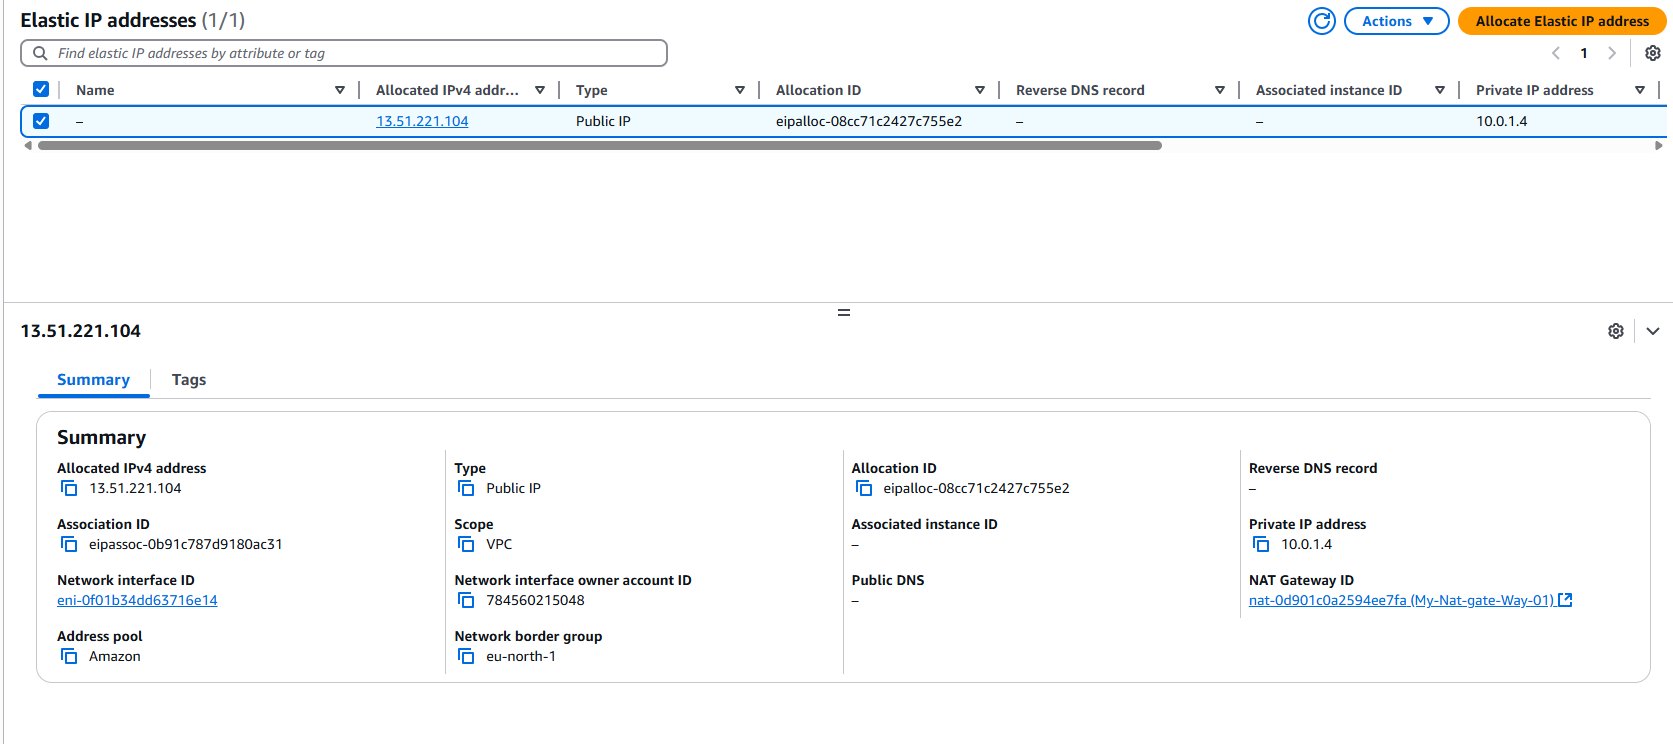 Elastic IP addresses (1/1)
Actions
Allocate Elastic IP address
Find elastic IP addresses by attribute or tag
1
Name
Allocated IPv4 addr...
Type
Allocation ID
Reverse DNS record
Associated instance ID
Private IP address
–
13.51.221.104
Public IP
eipalloc-08cc71c2427c755e2
–
–
10.0.1.4
13.51.221.104
Summary
Tags
Summary
Allocated IPv4 address
13.51.221.104
Type
Public IP
Allocation ID
eipalloc-08cc71c2427c755e2
Reverse DNS record
–
Association ID
eipassoc-0b91c787d9180ac31
Scope
VPC
Associated instance ID
–
Private IP address
10.0.1.4
Network interface ID
eni-0f01b34dd63716e14
Network interface owner account ID
784560215048
Public DNS
–
NAT Gateway ID
nat-0d901c0a2594ee7fa (My-Nat-gate-Way-01)
Address pool
Amazon
Network border group
eu-north-1